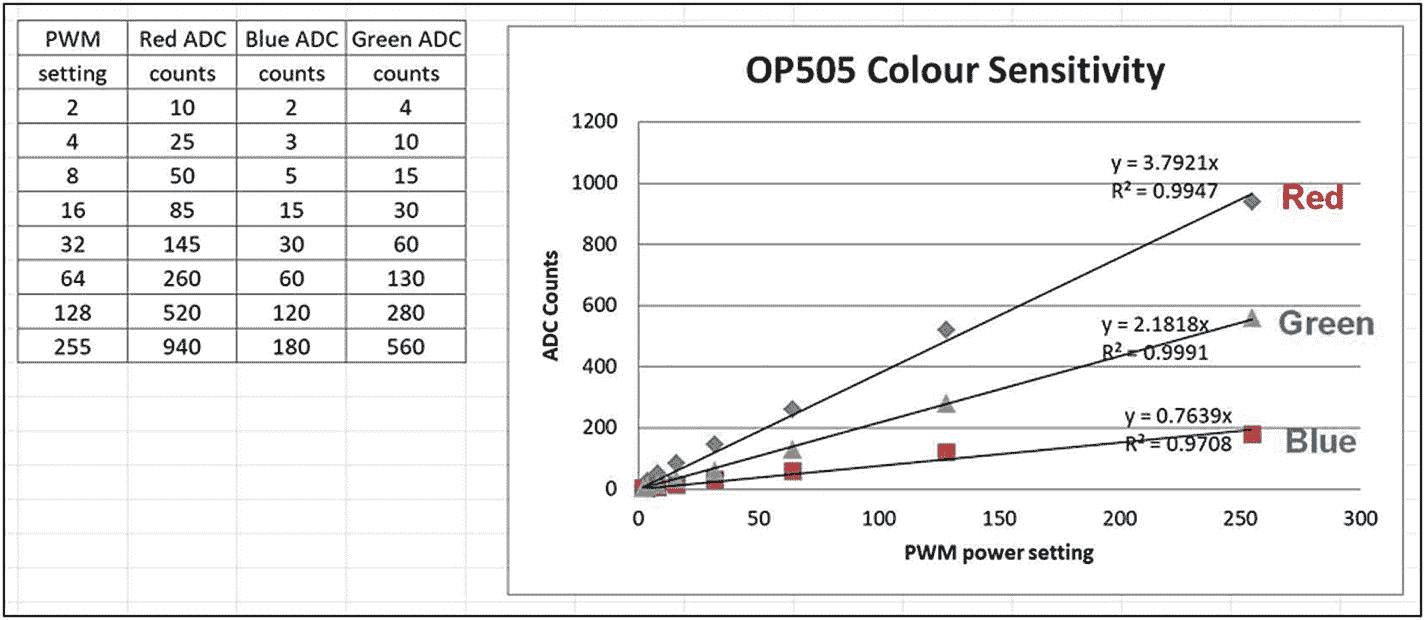 PWM Red ADC Blue ADC Green ADC
setting counts counts counts
2 10 2 4
4 25 3 10
8 50 5 15
16 85 15 30
32 145 30 60
64 260 60 130
128 520 120 280
255 940 180 560
OP505 Colour Sensitivity
ADC Counts
1200
1000
800
600
400
200
0
y = 3.7921x
R² = 0.9947
Red
y = 2.1818x
R² = 0.9991
Green
y = 0.7639x
R² = 0.9708
Blue
0 50 100 150 200 250 300
PWM power setting